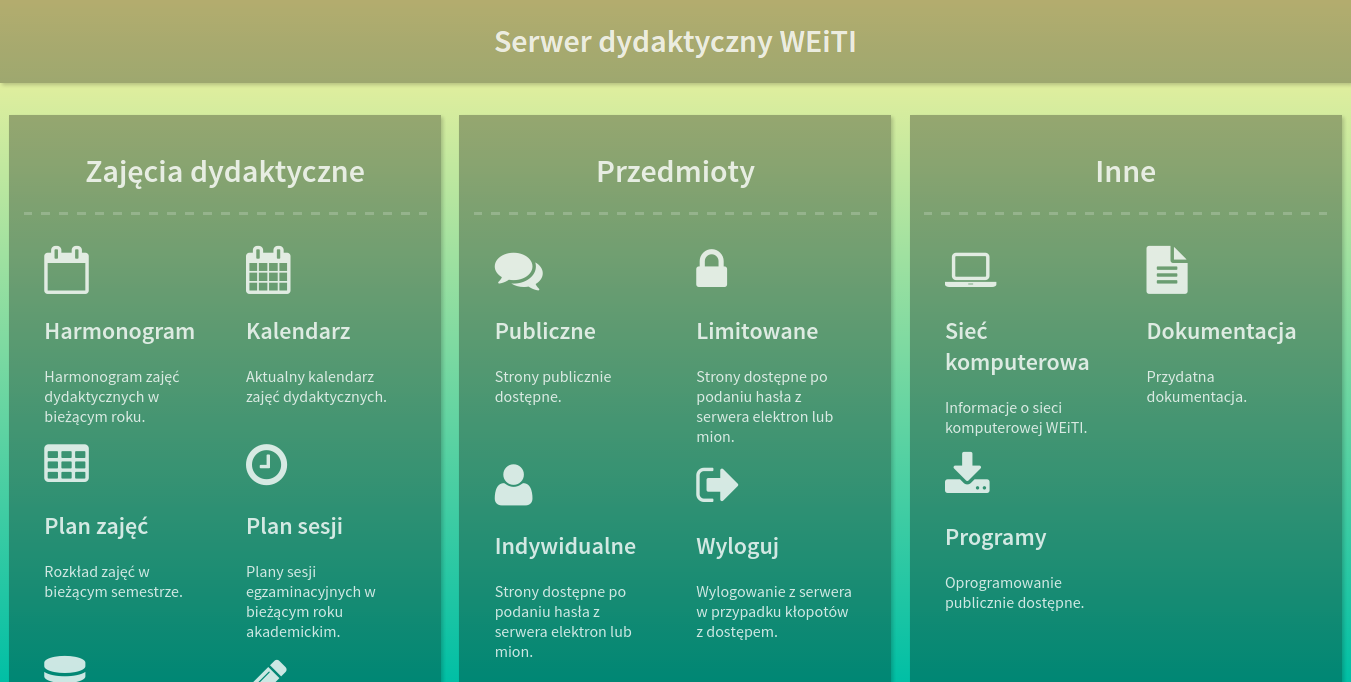 Serwer dydaktyczny WEiTI
Zajęcia dydaktyczne
Harmonogram
Harmonogram zajęć
dydaktycznych w
bieżącym roku.
Kalendarz
Aktualny kalendarz
zajęć dydaktycznych.
Plan zajęć
Rozkład zajęć w
bieżącym semestrze.
Plan sesji
Plany sesji
egzaminacyjnych w
bieżącym roku
akademickim.
Przedmioty
Publiczne
Strony publicznie
dostępne.
Limitowane
Strony dostępne po
podaniu hasła z
serwera elektron lub
mion.
Indywidualne
Strony dostępne po
podaniu hasła z
serwera elektron lub
mion.
Wyloguj
Wylogowanie z serwera
w przypadku kłopotów
z dostępem.
Inne
Sieć
komputerowa
Informacje o sieci
komputerowej WEiTI.
Dokumentacja
Przydatna
dokumentacja.
Programy
Oprogramowanie
publicznie dostępne.